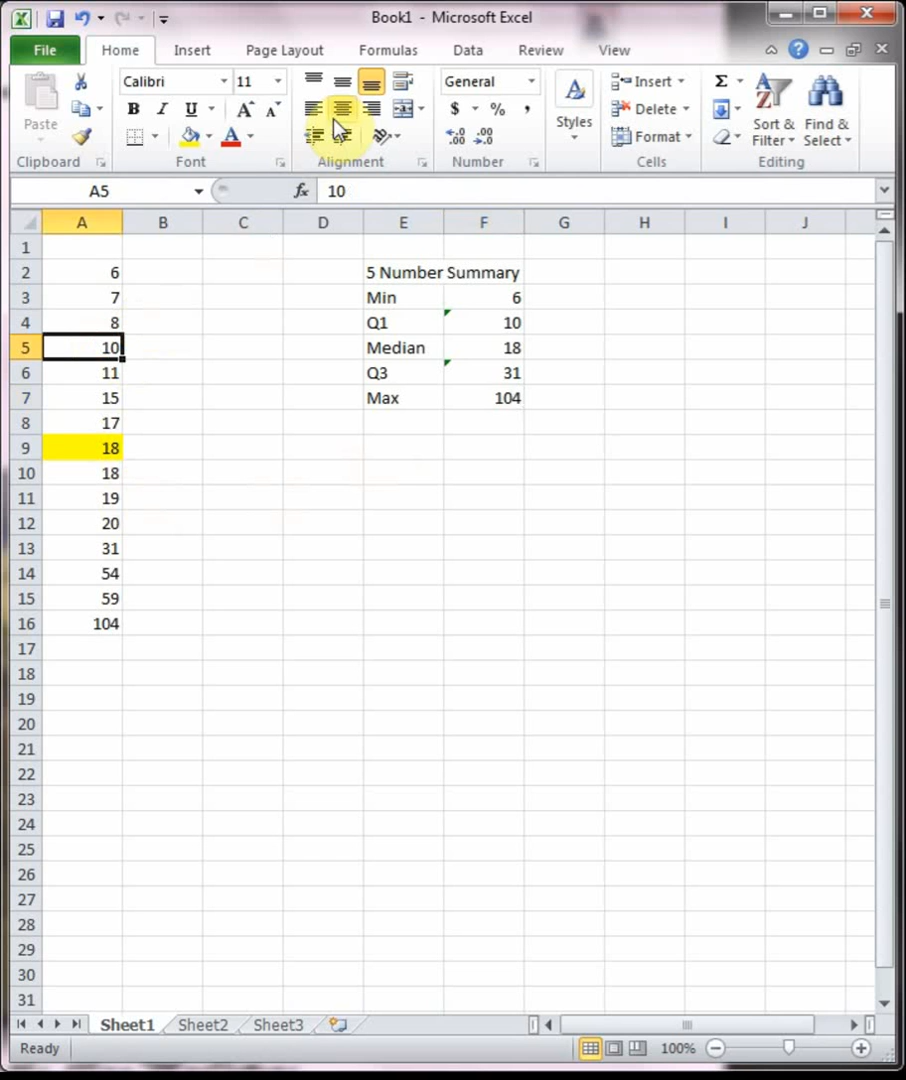 Book1 - Microsoft Excel
File Home Insert Page Layout Formulas Data Review View
Paste
Clipboard
Calibri 11
B I U A A
A
Font
Alignment
General
$ % ,
.0 .00
.00 .0
Number
A
Styles
Insert
Delete
Format
Cells
Σ
Sort & Filter
Find & Select
Editing
A5 fx 10
A B C D E F G H I J
1
2 6 5 Number Summary
3 7 Min 6
4 8 Q1 10
5 10 Median 18
6 11 Q3 31
7 15 Max 104
8 17
9 18
10 18
11 19
12 20
13 31
14 54
15 59
16 104
17
18
19
20
21
22
23
24
25
26
27
28
29
30
31
Sheet1 Sheet2 Sheet3
Ready 100%